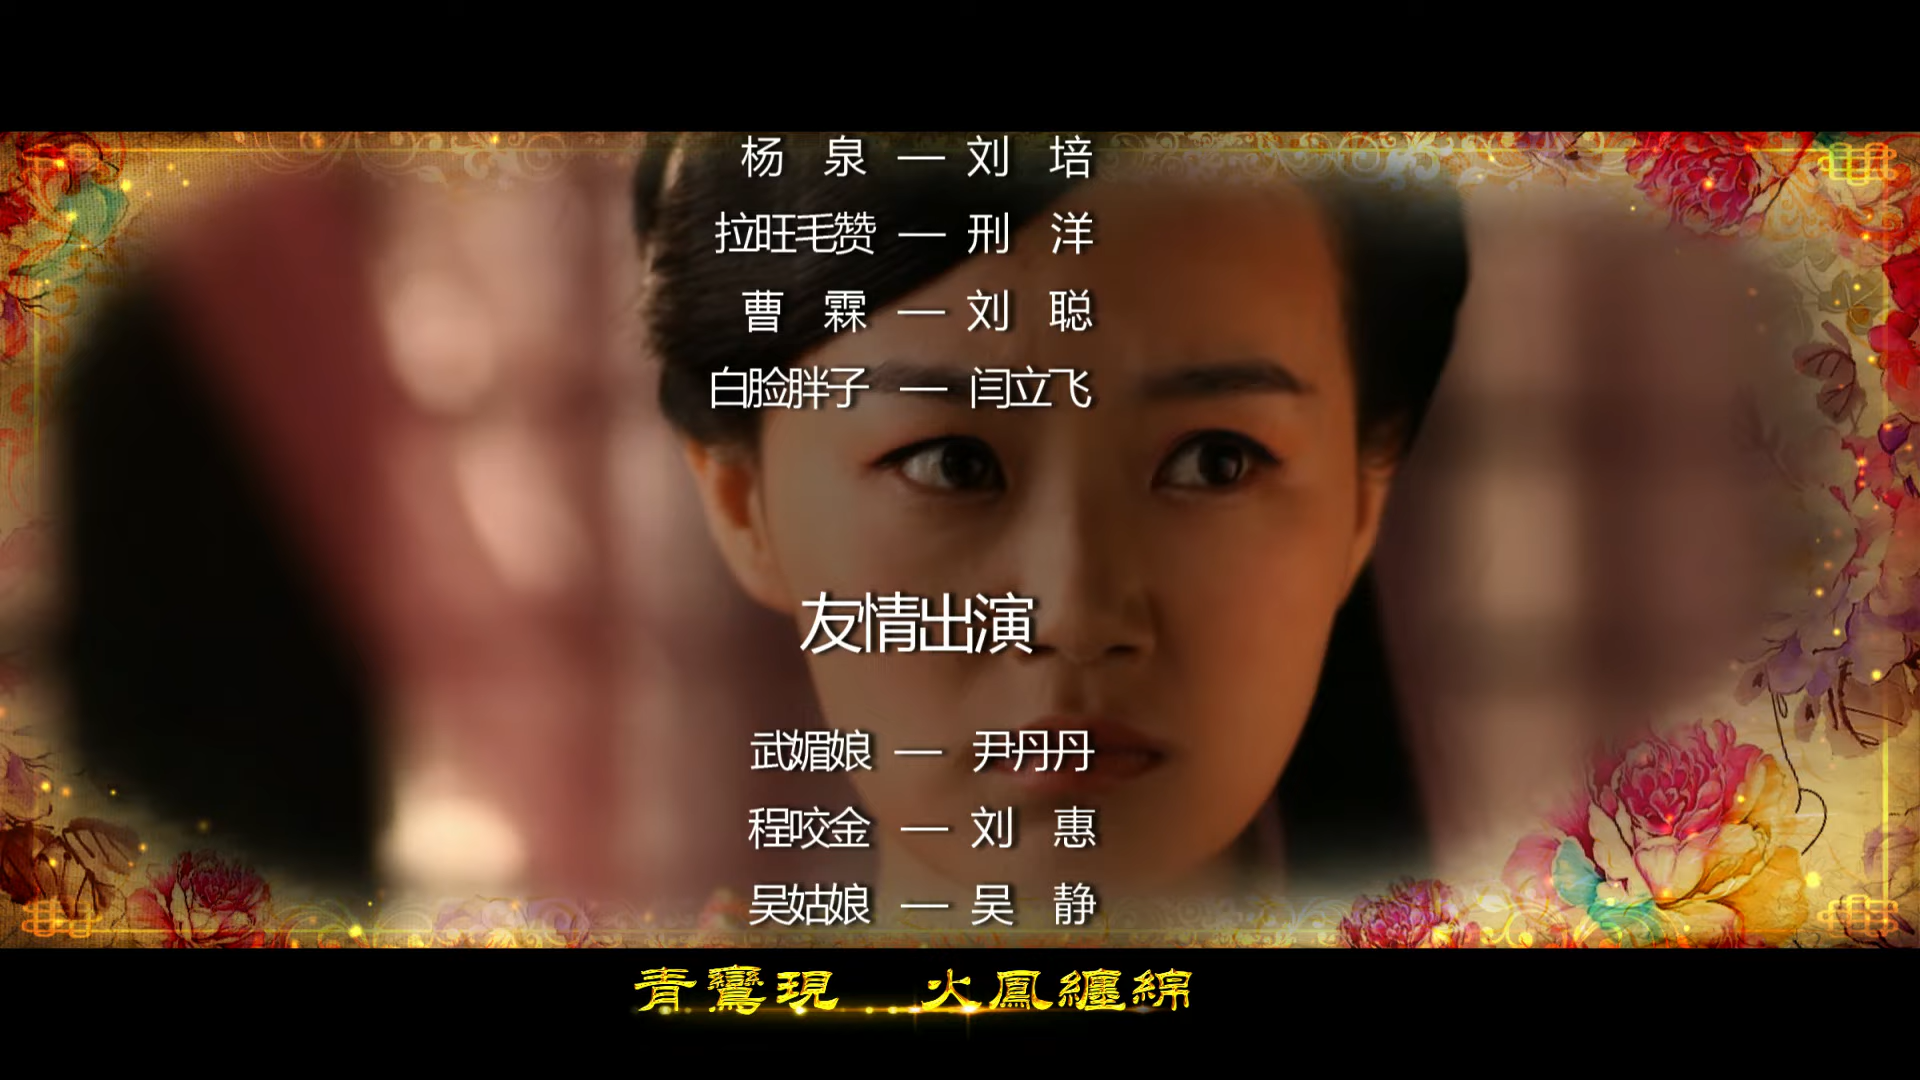 杨 泉 — 刘 培
拉旺毛赞 — 刑 洋
曹 霖 — 刘 聪
白脸胖子 — 闫立飞
友情出演
武媚娘 — 尹丹丹
程咬金 — 刘 惠
吴姑娘 — 吴 静
青鸞現 火鳳纏綿